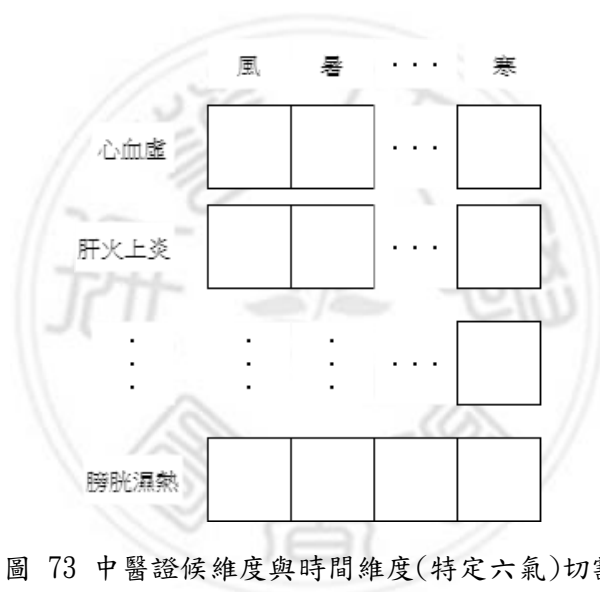 風 暑 ··· 寒
心血虛 ···
肝火上炎 ···
⋮ ⋮ ⋮ ···
膀胱濕熱
圖 73 中醫證候維度與時間維度(特定六氣)切